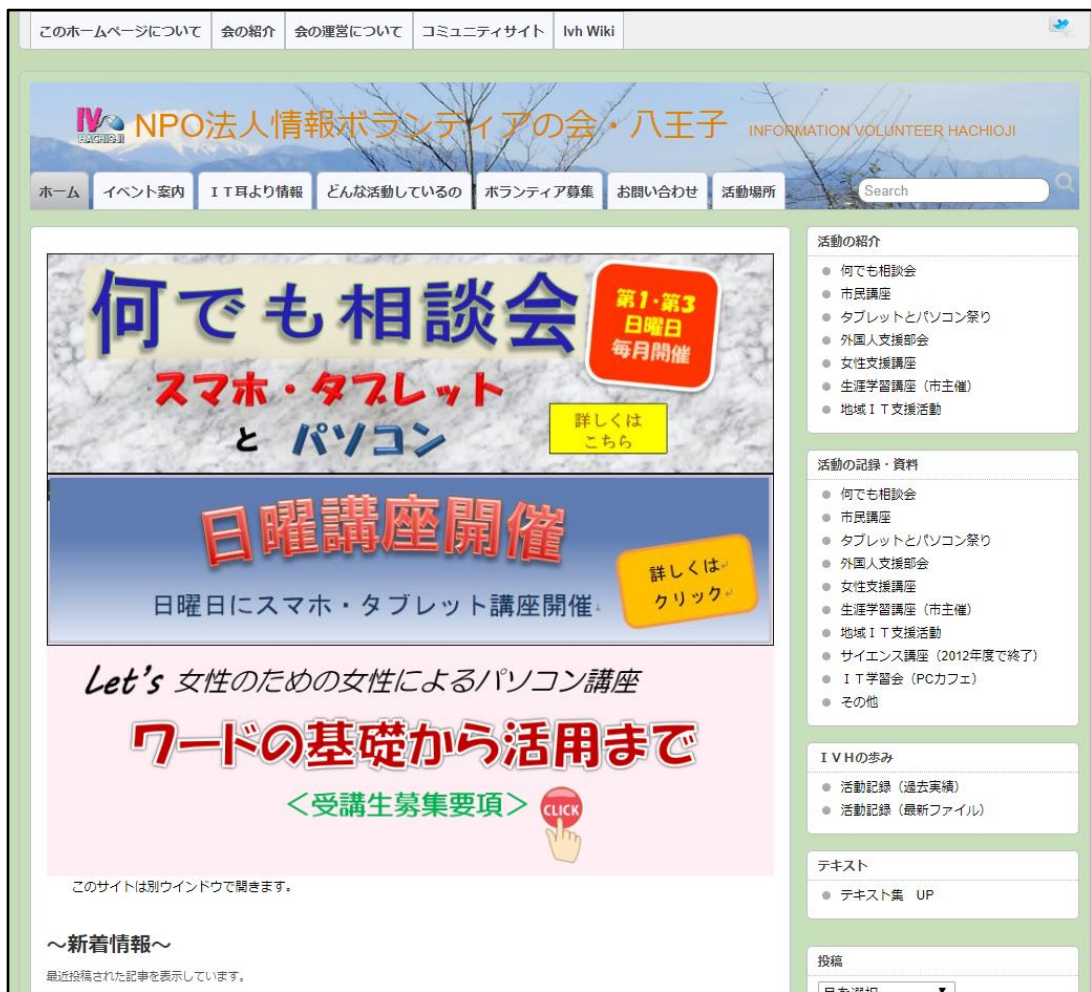 このホームページについて 会の紹介 会の運営について コミュニティサイト Ivh Wiki
IV HACHIOJI
NPO法人情報ボランティアの会・八王子 INFORMATION VOLUNTEER HACHIOJI
ホーム イベント案内 ＩＴ耳より情報 どんな活動しているの ボランティア募集 お問い合わせ 活動場所 Search
何でも相談会
第1・第3
日曜日
毎月開催
スマホ・タブレット
と パソコン
詳しくは
こちら
日曜講座開催
日曜日にスマホ・タブレット講座開催
詳しくは
クリック
Let's 女性のための女性によるパソコン講座
ワードの基礎から活用まで
＜受講生募集要項＞ CLICK
このサイトは別ウインドウで開きます。
～新着情報～
最近投稿された記事を表示しています。
活動の紹介
何でも相談会
市民講座
タブレットとパソコン祭り
外国人支援部会
女性支援講座
生涯学習講座（市主催）
地域ＩＴ支援活動
活動の記録・資料
何でも相談会
市民講座
タブレットとパソコン祭り
外国人支援部会
女性支援講座
生涯学習講座（市主催）
地域ＩＴ支援活動
サイエンス講座（2012年度で終了）
ＩＴ学習会（PCカフェ）
その他
ＩＶＨの歩み
活動記録（過去実績）
活動記録（最新ファイル）
テキスト
テキスト集　UP
投稿
月を選択